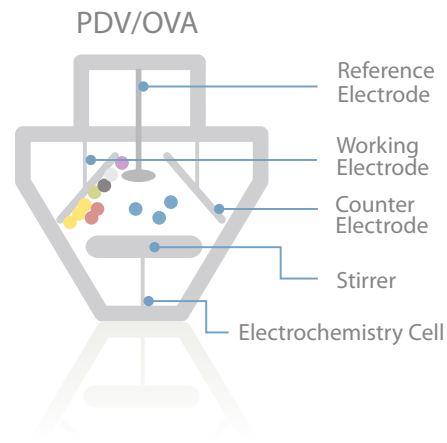 PDV/OVA
Reference
Electrode
Working
Electrode
Counter
Electrode
Stirrer
Electrochemistry Cell